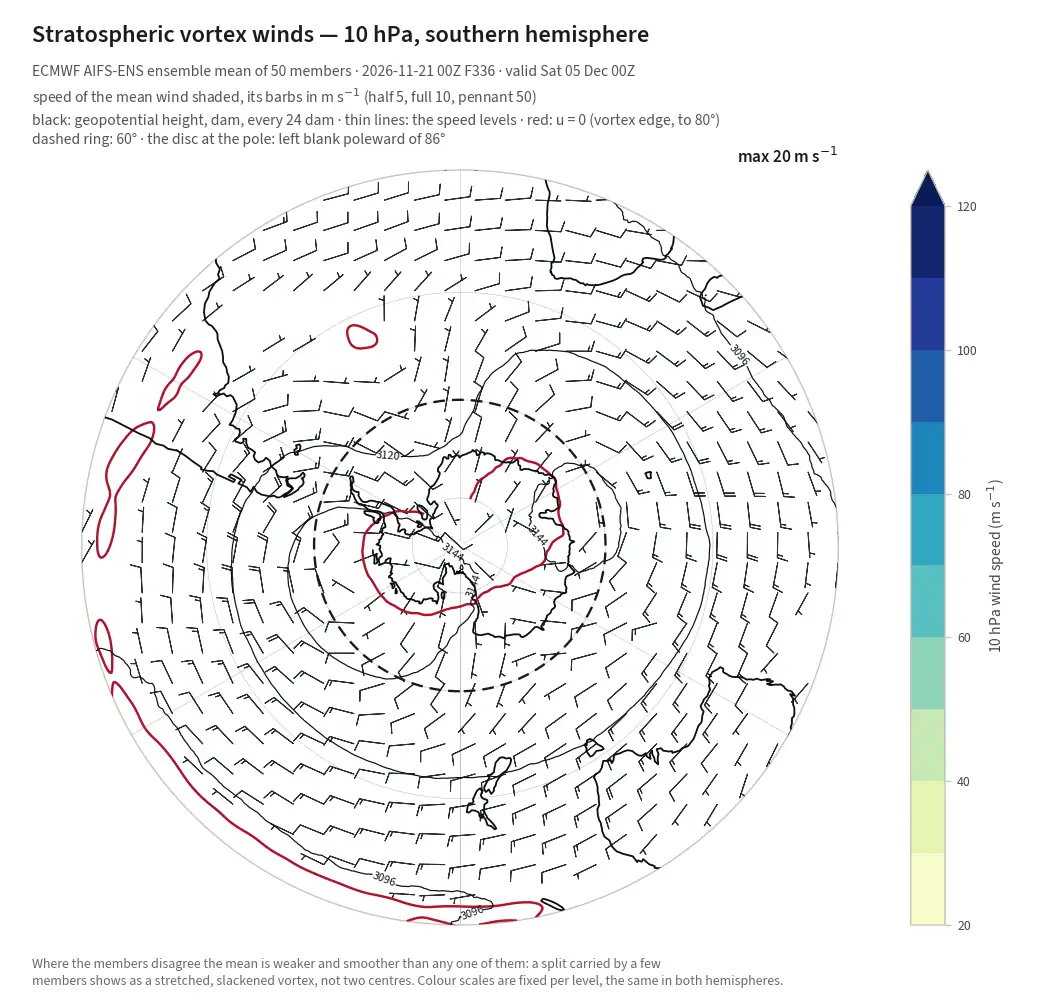 Stratospheric vortex winds — 10 hPa, southern hemisphere
ECMWF AIFS-ENS ensemble mean of 50 members · 2026-11-21 00Z F336 · valid Sat 05 Dec 00Z
speed of the mean wind shaded, its barbs in m s⁻¹ (half 5, full 10, pennant 50)
black: geopotential height, dam, every 24 dam · thin lines: the speed levels · red: u = 0 (vortex edge, to 80°)
dashed ring: 60° · the disc at the pole: left blank poleward of 86°
max 20 m s⁻¹
120
100
80
60
40
20
10 hPa wind speed (m s⁻¹)
3096
3120
3144
3144
3096
3096
Where the members disagree the mean is weaker and smoother than any one of them: a split carried by a few
members shows as a stretched, slackened vortex, not two centres. Colour scales are fixed per level, the same in both hemispheres.